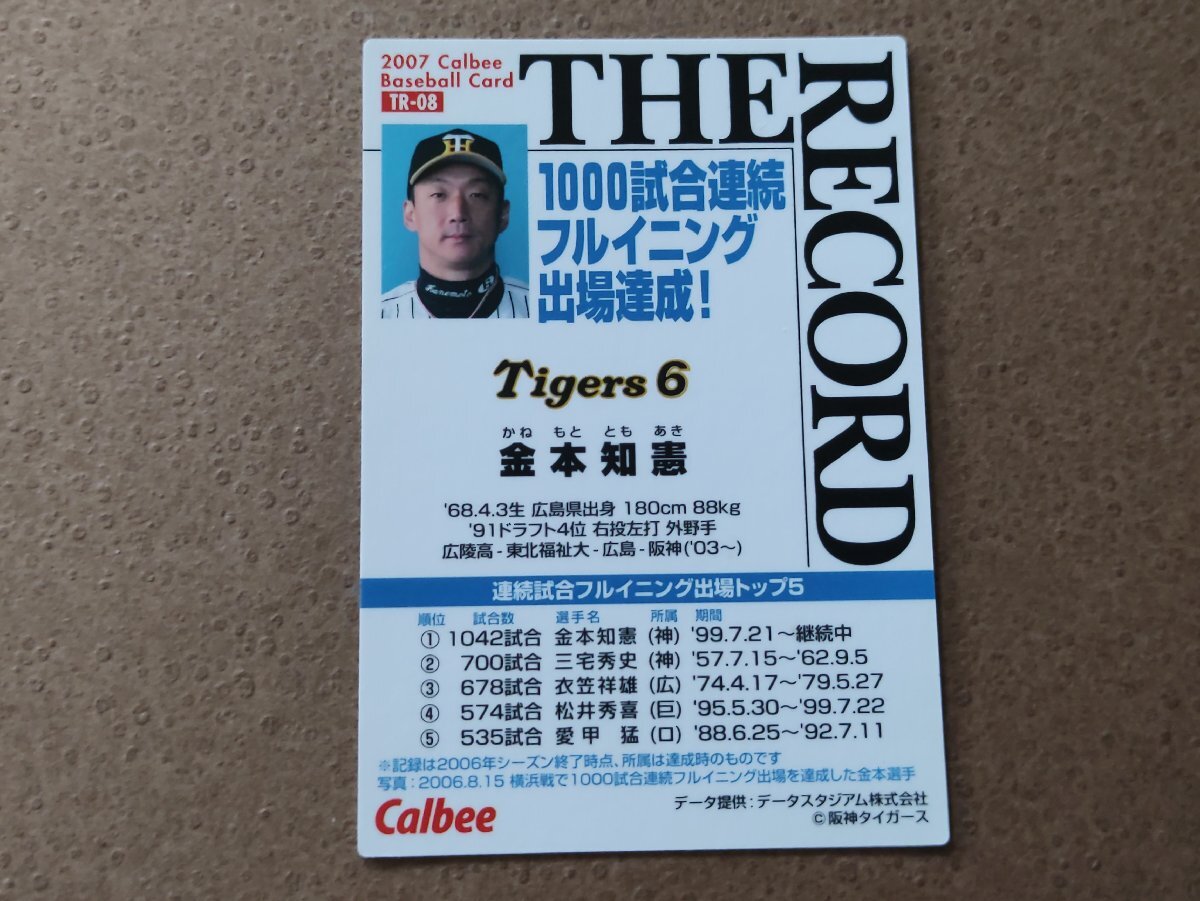 2007 Calbee
Baseball Card
TR-08
THE
RECORD
1000試合連続
フルイニング
出場達成!
Kanemoto
Tigers 6
かね もと とも あき
金本知憲
'68.4.3生 広島県出身 180cm 88kg
'91ドラフト4位 右投左打 外野手
広陵高-東北福祉大-広島-阪神('03〜)
連続試合フルイニング出場トップ5
順位 試合数 選手名 所属 期間
① 1042試合 金本知憲 (神) '99.7.21〜継続中
② 700試合 三宅秀史 (神) '57.7.15〜'62.9.5
③ 678試合 衣笠祥雄 (広) '74.4.17〜'79.5.27
④ 574試合 松井秀喜 (巨) '95.5.30〜'99.7.22
⑤ 535試合 愛甲 猛 (ロ) '88.6.25〜'92.7.11
※記録は2006年シーズン終了時点、所属は達成時のものです
写真:2006.8.15 横浜戦で1000試合連続フルイニング出場を達成した金本選手
Calbee
データ提供:データスタジアム株式会社
©阪神タイガース